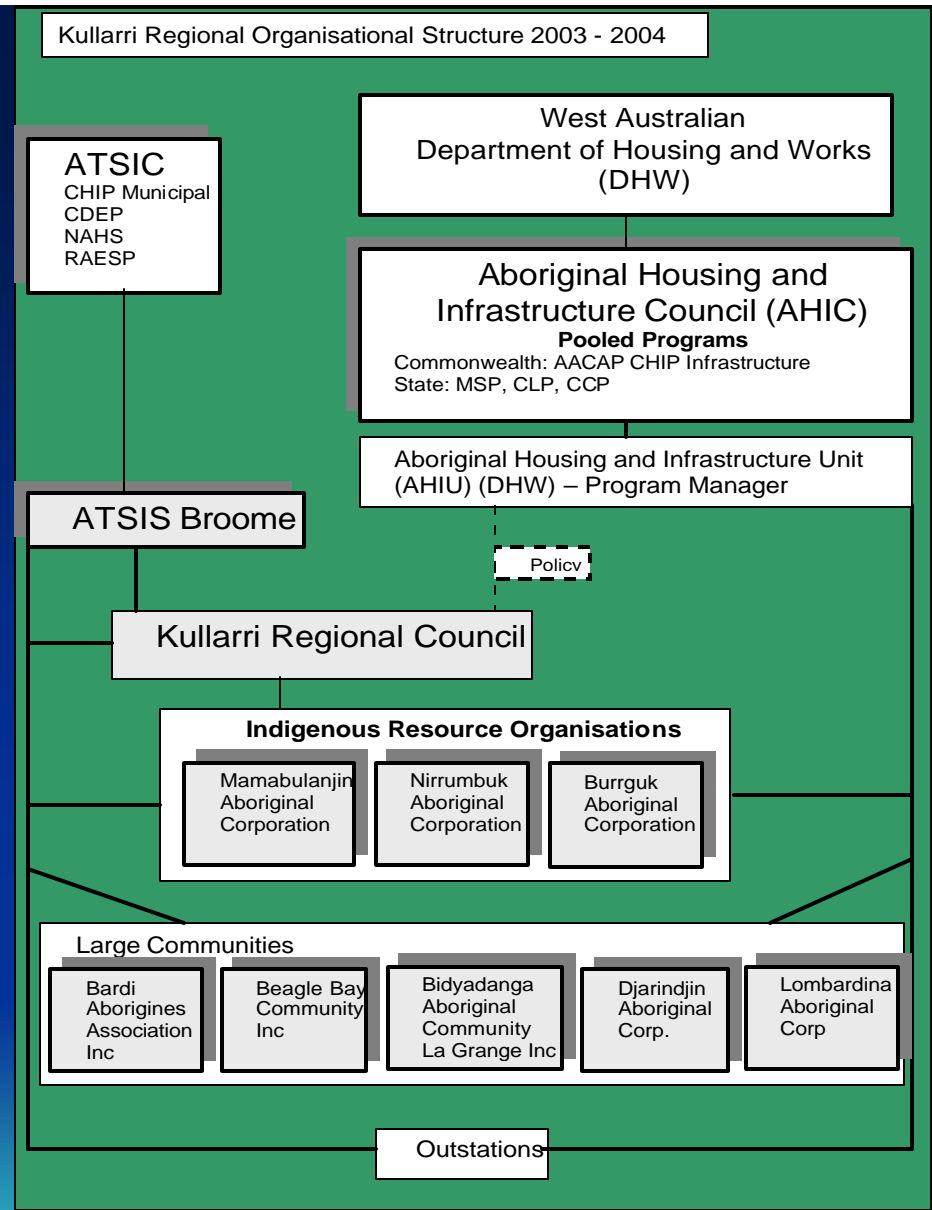 Kullarri Regional Organisational Structure 2003 - 2004
ATSIC
CHIP Municipal
CDEP
NAHS
RAESP
West Australian
Department of Housing and Works
(DHW)
Aboriginal Housing and
Infrastructure Council (AHIC)
Pooled Programs
Commonwealth: AACAP CHIP Infrastructure
State: MSP, CLP, CCP
Aboriginal Housing and Infrastructure Unit
(AHIU) (DHW) – Program Manager
ATSIS Broome
Policy
Kullarri Regional Council
Indigenous Resource Organisations
Mamabulanjin
Aboriginal
Corporation
Nirrumbuk
Aboriginal
Corporation
Burrguk
Aboriginal
Corporation
Large Communities
Bardi
Aborigines
Association
Inc
Beagle Bay
Community
Inc
Bidyadanga
Aboriginal
Community
La Grange Inc
Djarindjin
Aboriginal
Corp.
Lombardina
Aboriginal
Corp
Outstations